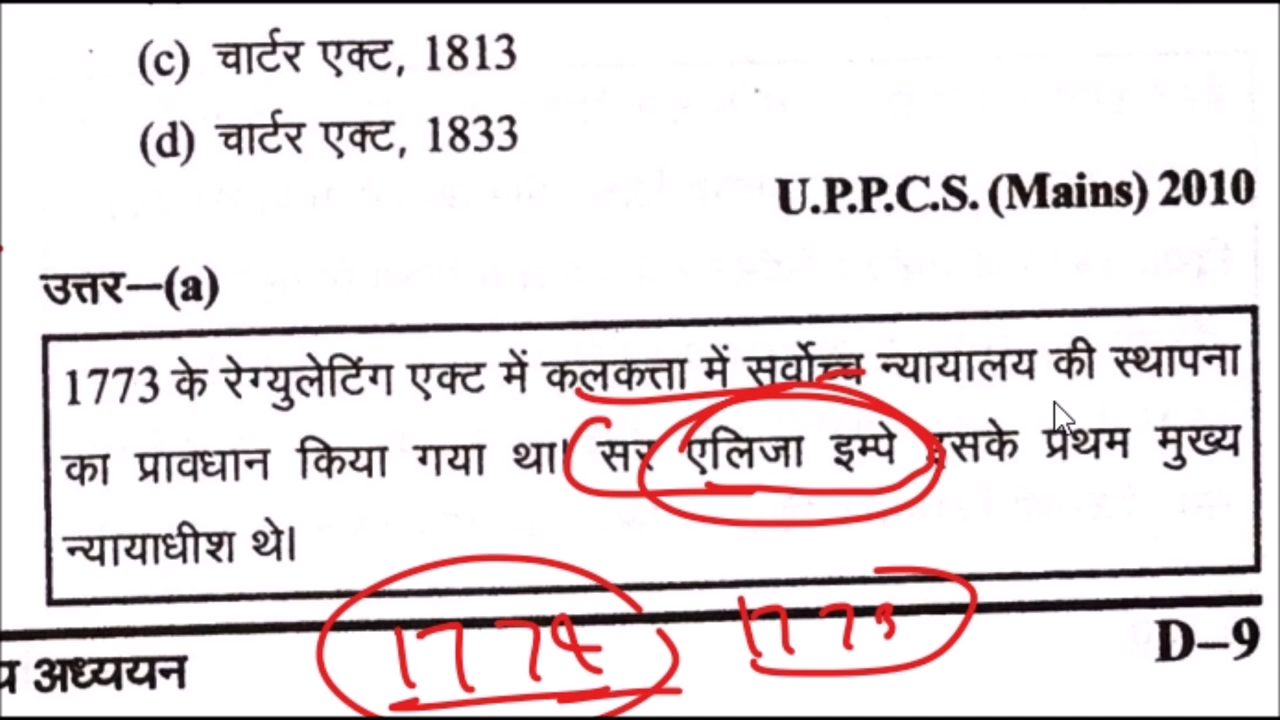 (c) चार्टर एक्ट, 1813
(d) चार्टर एक्ट, 1833
U.P.P.C.S. (Mains) 2010
उत्तर–(a)
1773 के रेग्युलेटिंग एक्ट में कलकत्ता में सर्वोच्च न्यायालय की स्थापना
का प्रावधान किया गया था। सर एलिजा इम्पे इसके प्रथम मुख्य
न्यायाधीश थे।
1774 1773
D–9
अध्ययन